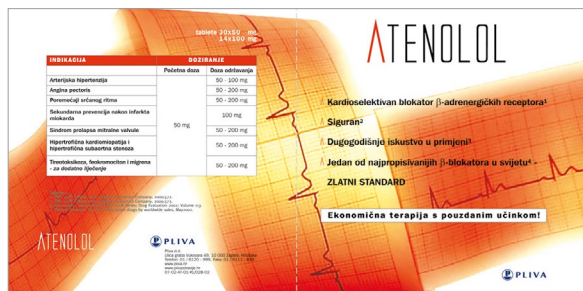 tablete 30x50 mg
14x100 mg
INDIKACIJA
DOZIRANJE
Početna doza
Doza održavanja
Arterijska hipertenzija
50 - 100 mg
Angina pectoris
50 - 200 mg
Poremećaji srčanog ritma
50 - 200 mg
Sekundarna prevencija nakon infarkta
miokarda
100 mg
Sindrom prolapsa mitralne valvule
50 - 200 mg
Hipertrofična kardiomiopatija i
hipertrofična subaortna stenoza
50 - 200 mg
Tireotoksikoza, feokromocitom i migrena
- za dodatno liječenje
50 - 200 mg
50 mg
ATENOLOL
PLIVA
Pliva d.d.
www.pliva.hr
ATENOLOL
Kardioselektivan blokator β-adrenergičkih receptora¹
Siguran²
Dugogodišnje iskustvo u primjeni³
Jedan od najpropisivanijih β-blokatora u svijetu⁴ -
ZLATNI STANDARD
Ekonomična terapija s pouzdanim učinkom!
PLIVA